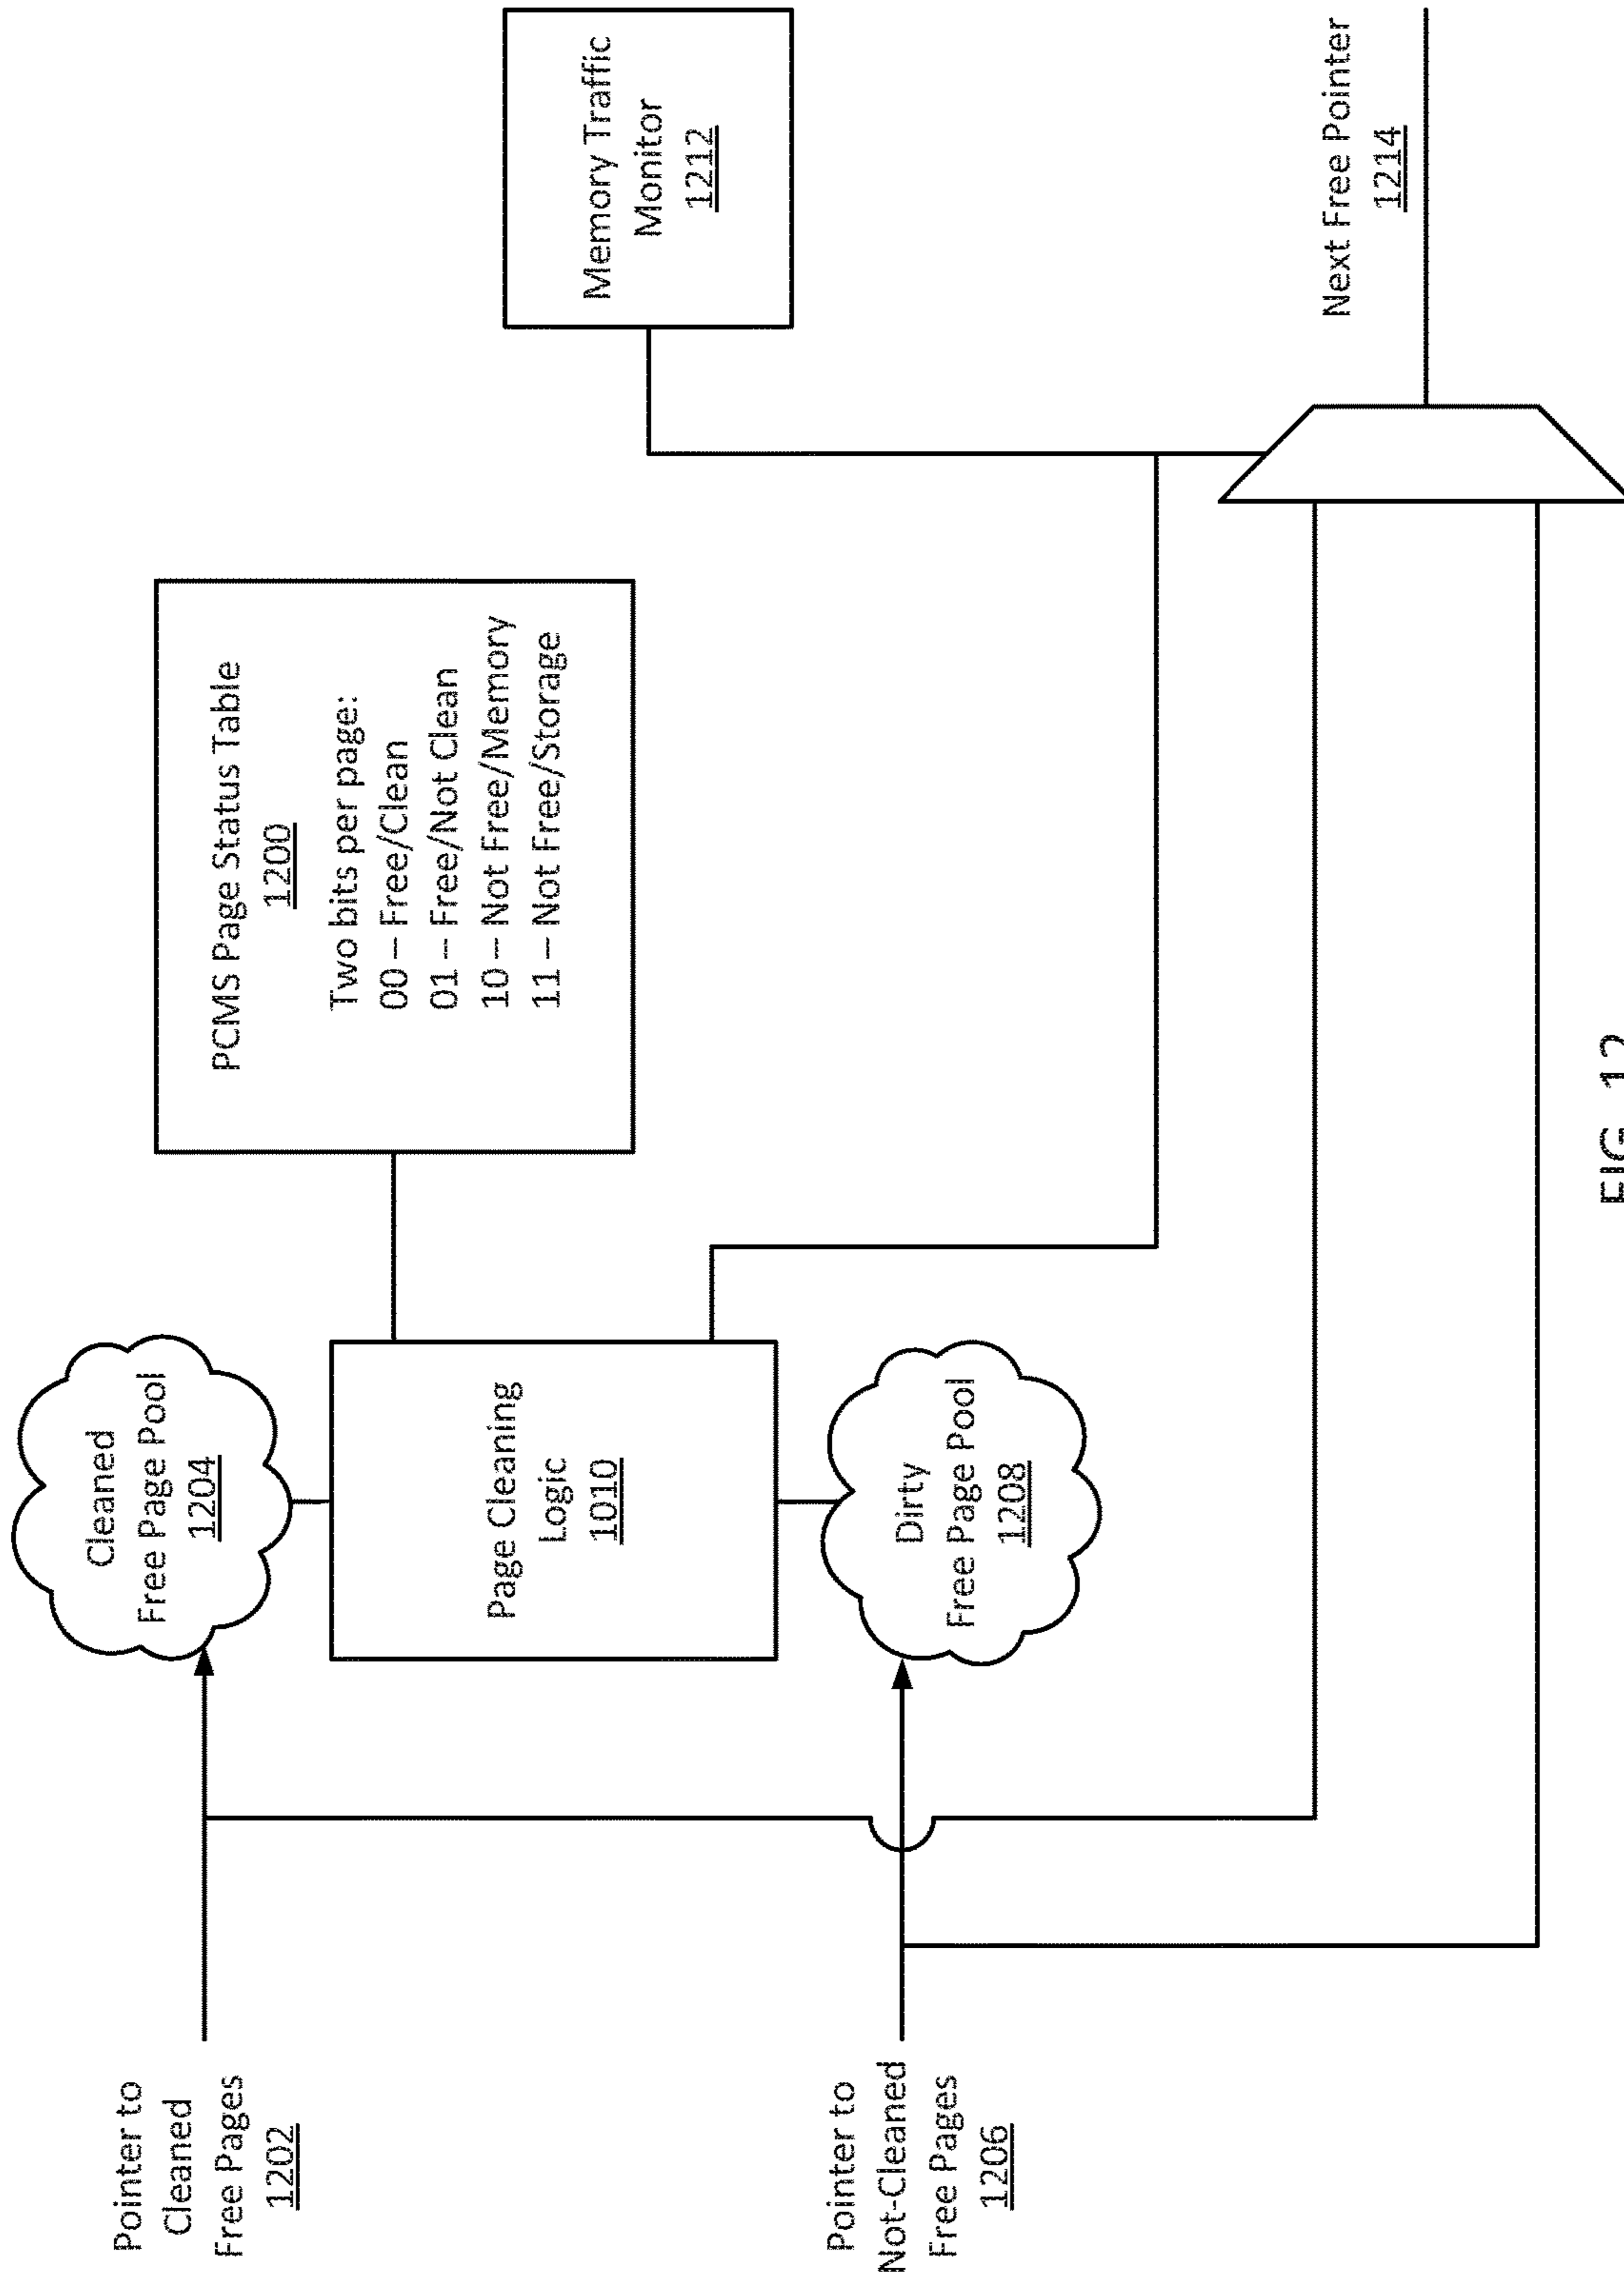 Pointer to
Cleaned
Free Pages
1202
Cleaned
Free Page Pool
1204
PCMS Page Status Table
1200
Two bits per page:
00 – Free/Clean
01 – Free/Not Clean
10 – Not Free/Memory
11 – Not Free/Storage
Page Cleaning
Logic
1010
Memory Traffic
Monitor
1212
Pointer to
Not-Cleaned
Free Pages
1206
Dirty
Free Page Pool
1208
Next Free Pointer
1214
FIG. 12